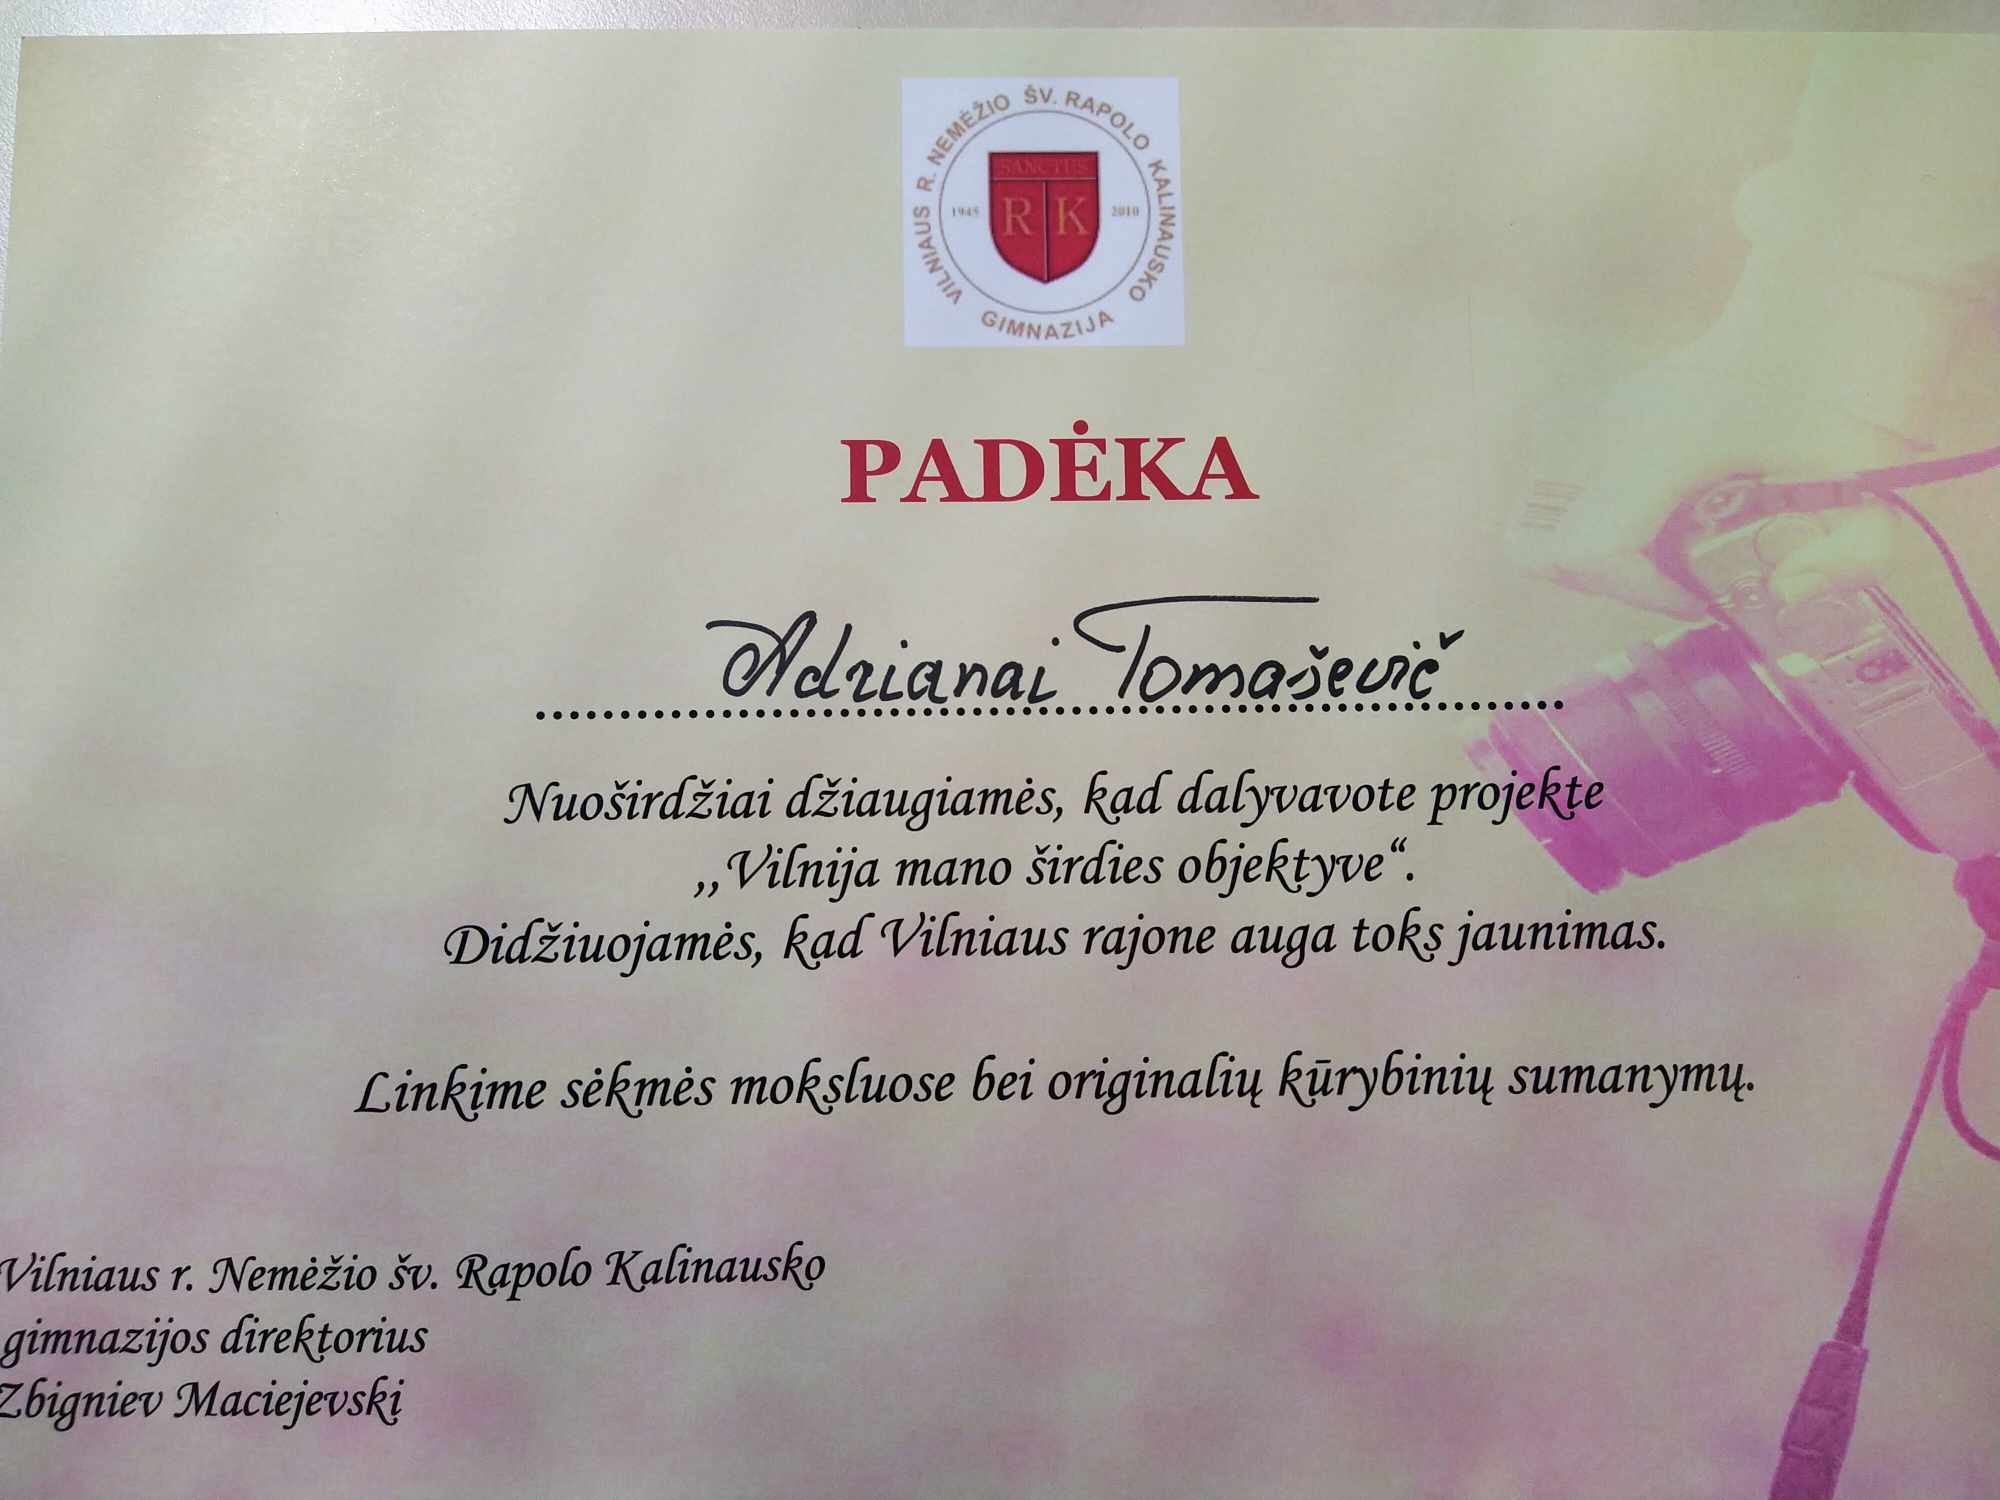 VILNIAUS R. NEMĖŽIO ŠV. RAPOLO KALINAUSKO
GIMNAZIJA
SANCTUS
1945 R K 2010
PADĖKA
Adrianai Tomaševič
Nuoširdžiai džiaugiamės, kad dalyvavote projekte
,,Vilnija mano širdies objektyve“.
Didžiuojamės, kad Vilniaus rajone auga toks jaunimas.
Linkime sėkmės moksluose bei originalių kūrybinių sumanymų.
Vilniaus r. Nemėžio šv. Rapolo Kalinausko
gimnazijos direktorius
Zbigniev Maciejevski